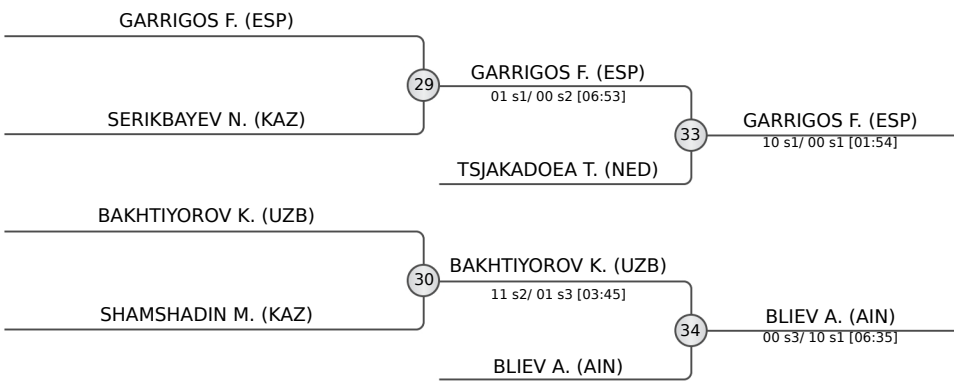 GARRIGOS F. (ESP)
29
SERIKBAYEV N. (KAZ)
GARRIGOS F. (ESP)
01 s1/ 00 s2 [06:53]
33
TSJAKADOEA T. (NED)
GARRIGOS F. (ESP)
10 s1/ 00 s1 [01:54]
BAKHTIYOROV K. (UZB)
30
SHAMSHADIN M. (KAZ)
BAKHTIYOROV K. (UZB)
11 s2/ 01 s3 [03:45]
34
BLIEV A. (AIN)
BLIEV A. (AIN)
00 s3/ 10 s1 [06:35]